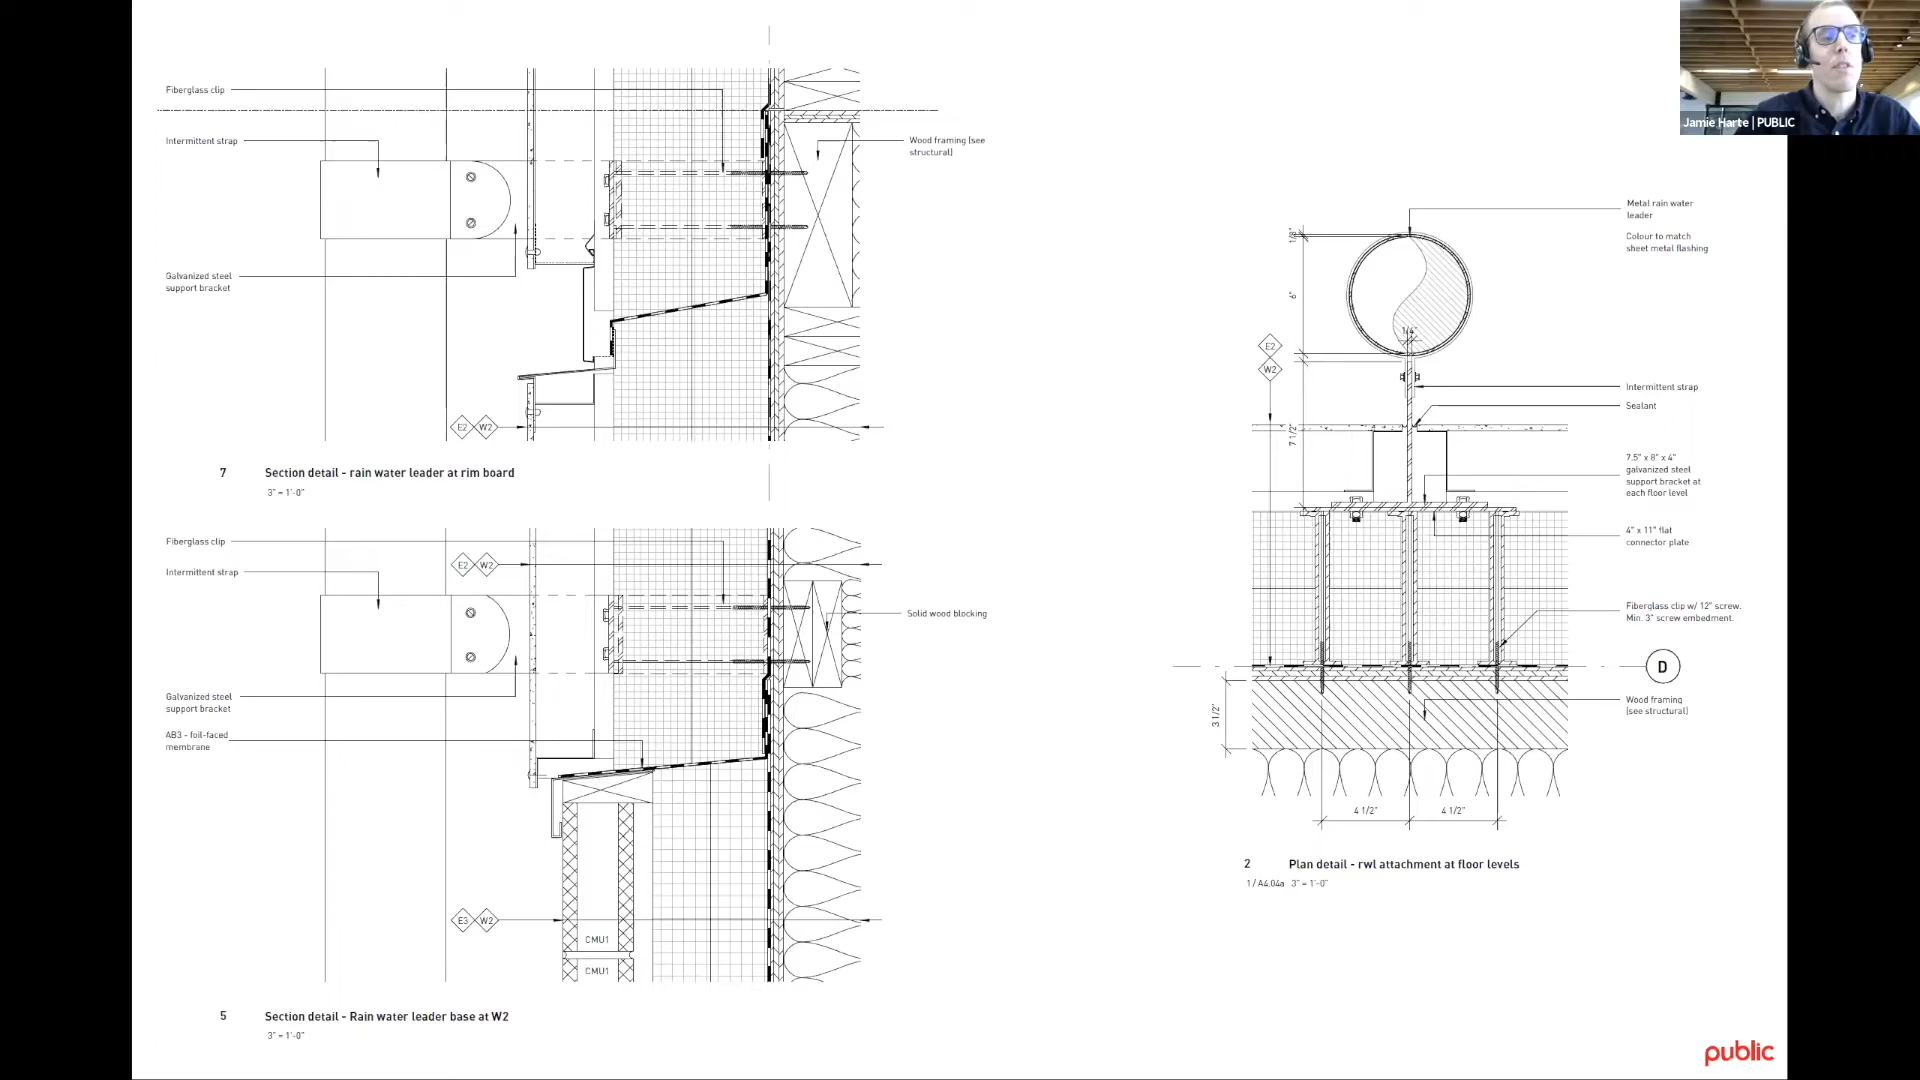 Fiberglass clip
Intermittent strap
Wood framing (see
structural)
Galvanized steel
support bracket
E2
W2
7
Section detail - rain water leader at rim board
3" = 1'-0"
Fiberglass clip
E2
W2
Intermittent strap
Solid wood blocking
Galvanized steel
support bracket
AB3 - foil-faced
membrane
E3
W2
CMU1
CMU1
5
Section detail - Rain water leader base at W2
3" = 1'-0"
Jamie Harte | PUBLIC
Metal rain water
leader
Colour to match
sheet metal flashing
1/8"
6"
1/4"
E2
W2
Intermittent strap
Sealant
7 1/2"
7.5" x 8" x 4"
galvanized steel
support bracket at
each floor level
4" x 11" flat
connector plate
Fiberglass clip w/ 12" screw.
Min. 3" screw embedment.
D
Wood framing
(see structural)
3 1/2"
4 1/2"
4 1/2"
2
Plan detail - rwl attachment at floor levels
1 / A4.04a 3" = 1'-0"
public